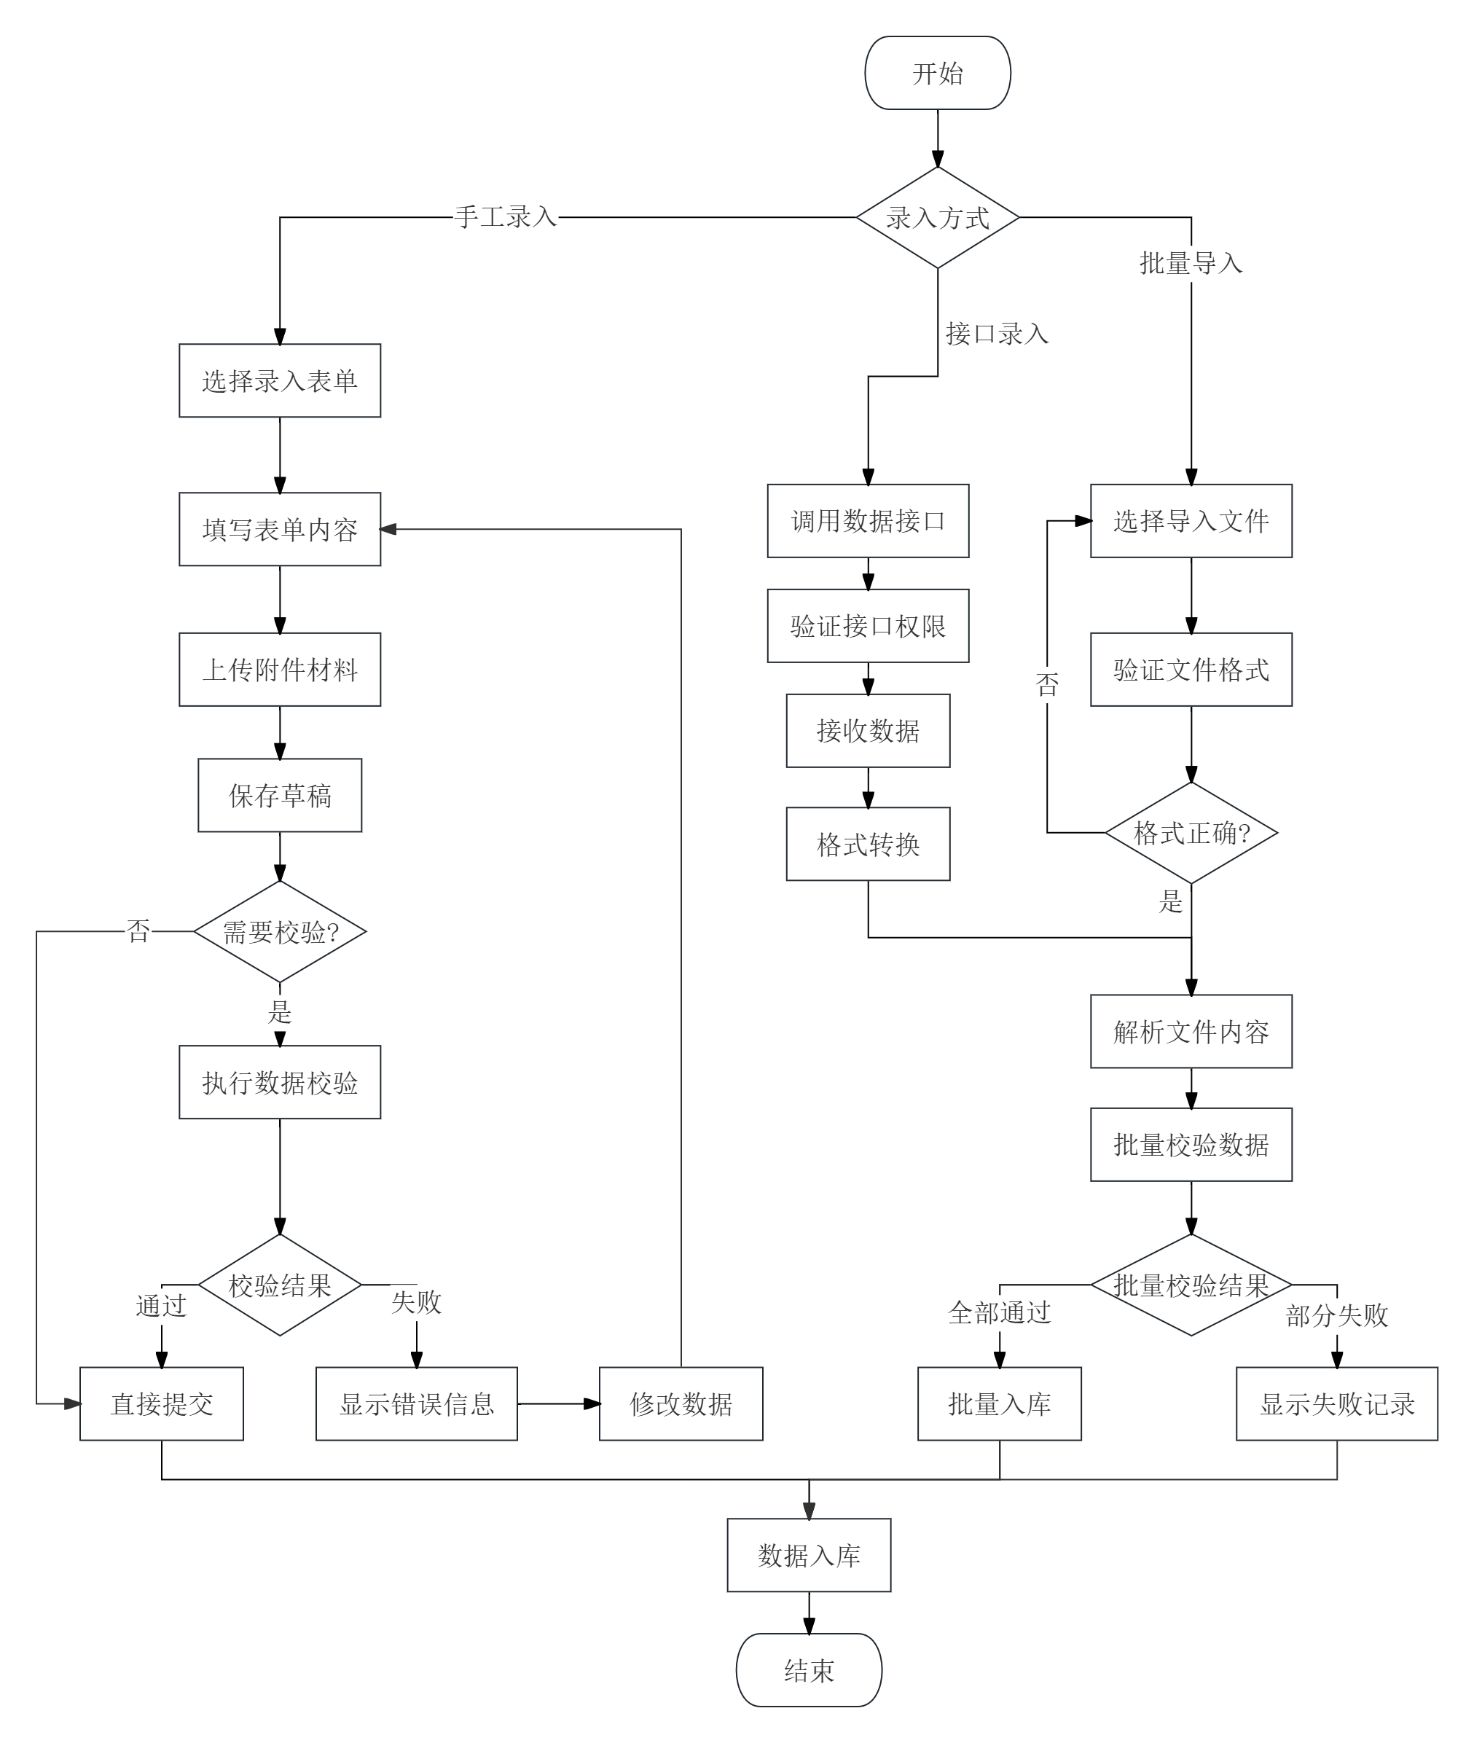 开始
录入方式
手工录入
批量导入
接口录入
选择录入表单
填写表单内容
上传附件材料
保存草稿
需要校验?
否
是
执行数据校验
校验结果
通过
失败
直接提交
显示错误信息
修改数据
调用数据接口
验证接口权限
接收数据
格式转换
选择导入文件
验证文件格式
否
格式正确?
是
解析文件内容
批量校验数据
批量校验结果
全部通过
部分失败
批量入库
显示失败记录
数据入库
结束